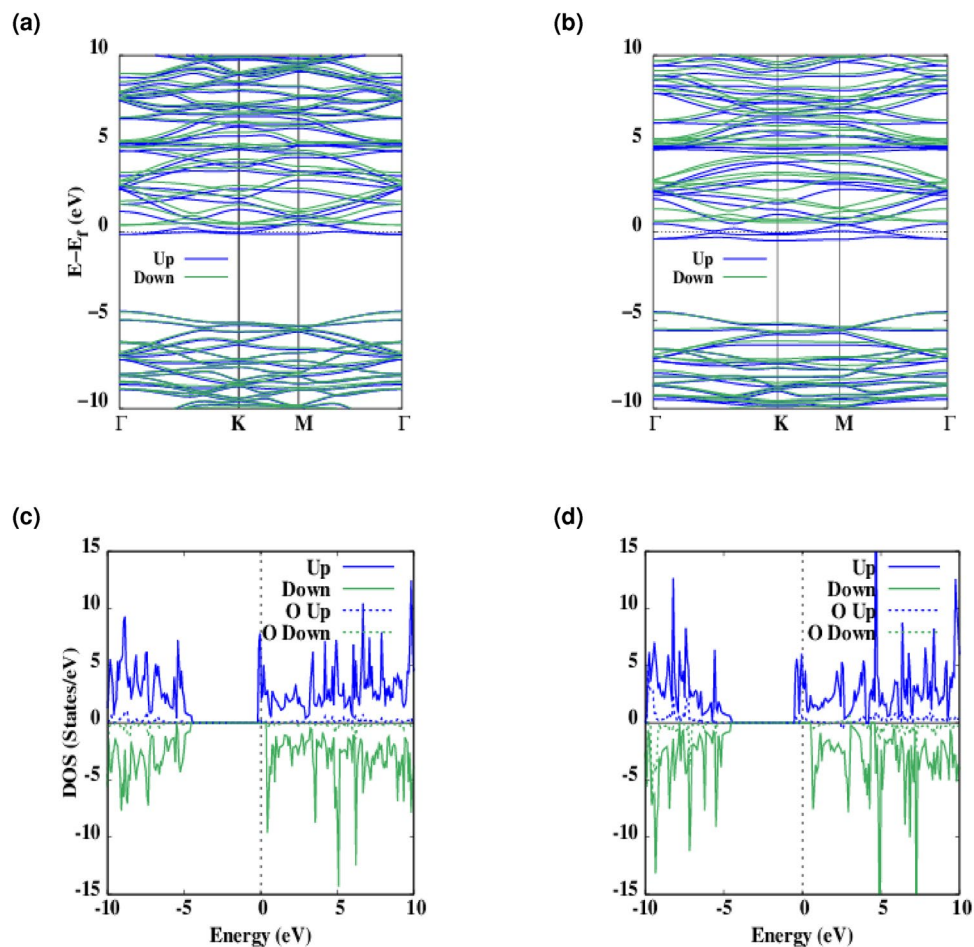 (a)
10
5
0
−5
−10
E−E_f (eV)
Up
Down
Γ K M Γ
(b)
10
5
0
−5
−10
Up
Down
Γ K M Γ
(c)
15
10
5
0
-5
-10
-15
DOS (States/eV)
Up
Down
O Up
O Down
-10 -5 0 5 10
Energy (eV)
(d)
15
10
5
0
-5
-10
-15
Up
Down
O Up
O Down
-10 -5 0 5 10
Energy (eV)